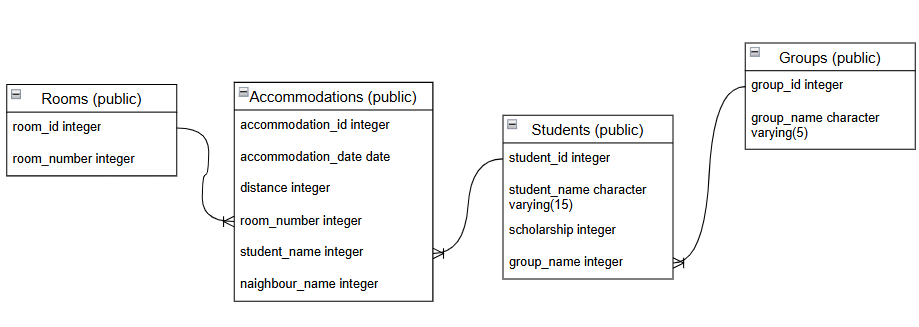 Rooms (public)
room_id integer
room_number integer
Accommodations (public)
accommodation_id integer
accommodation_date date
distance integer
room_number integer
student_name integer
naighbour_name integer
Students (public)
student_id integer
student_name character
varying(15)
scholarship integer
group_name integer
Groups (public)
group_id integer
group_name character
varying(5)